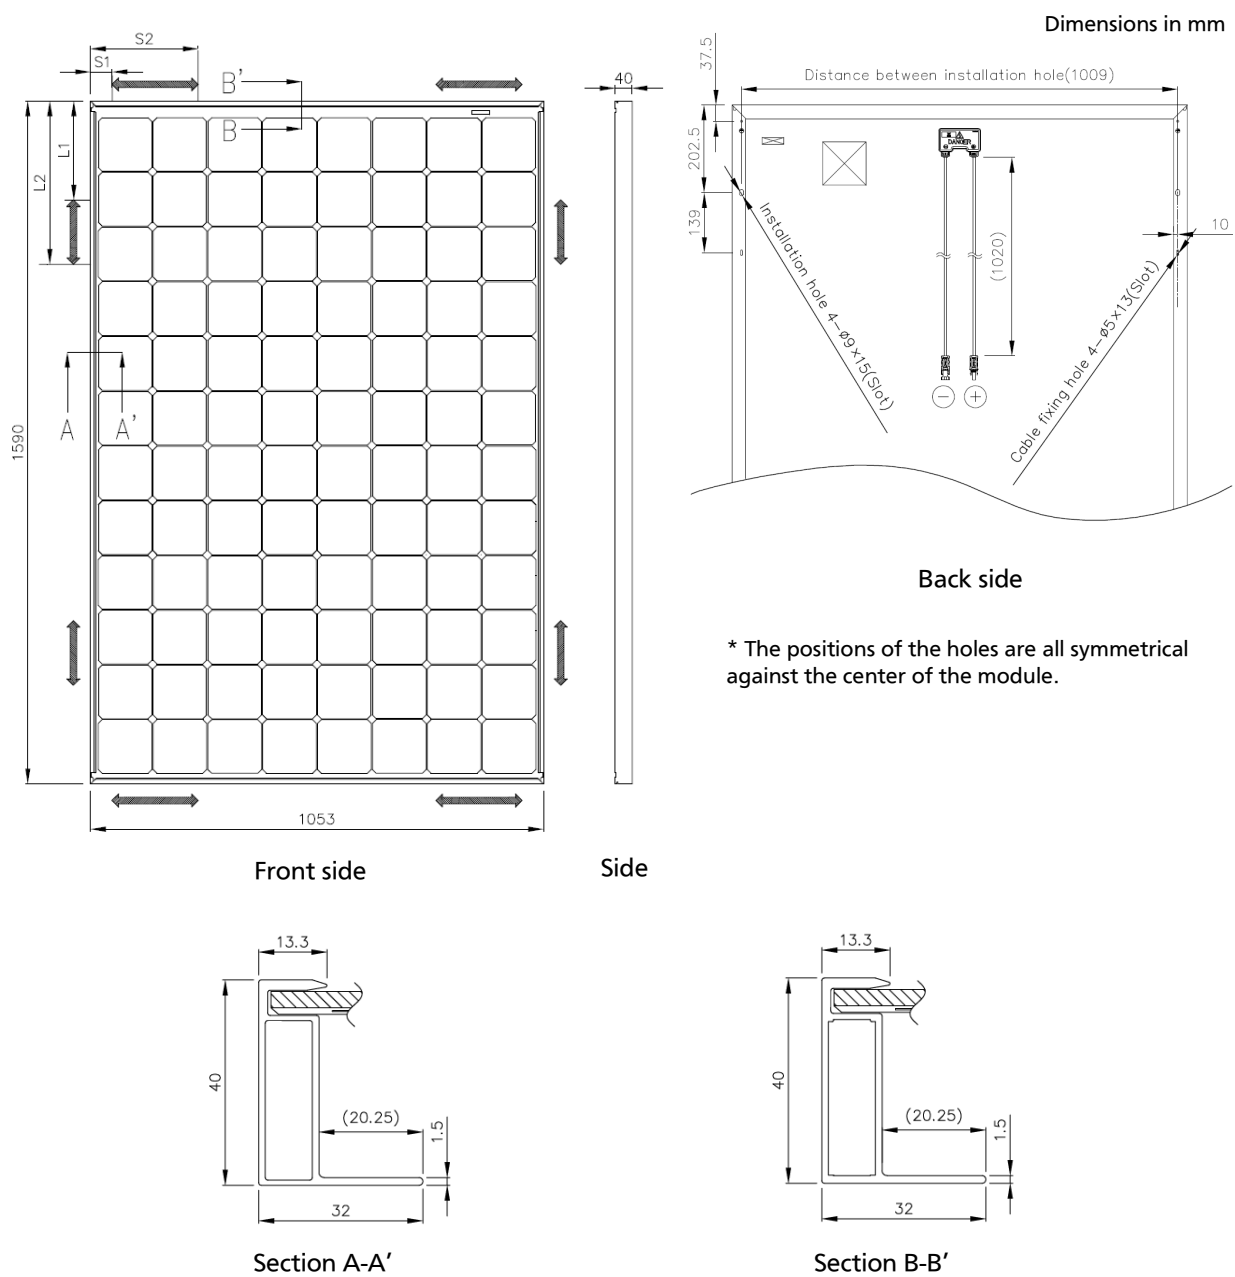 Dimensions in mm
S2
S1
B'
B
L1
L2
A
A'
1590
1053
Front side
40
Side
37.5
Distance between installation hole(1009)
202.5
139
DANGER
10
(1020)
Installation hole 4-ø9×15(Slot)
Cable fixing hole 4-ø5×13(Slot)
− +
Back side
* The positions of the holes are all symmetrical
against the center of the module.
13.3
40
(20.25)
1.5
32
Section A-A’
13.3
40
(20.25)
1.5
32
Section B-B’